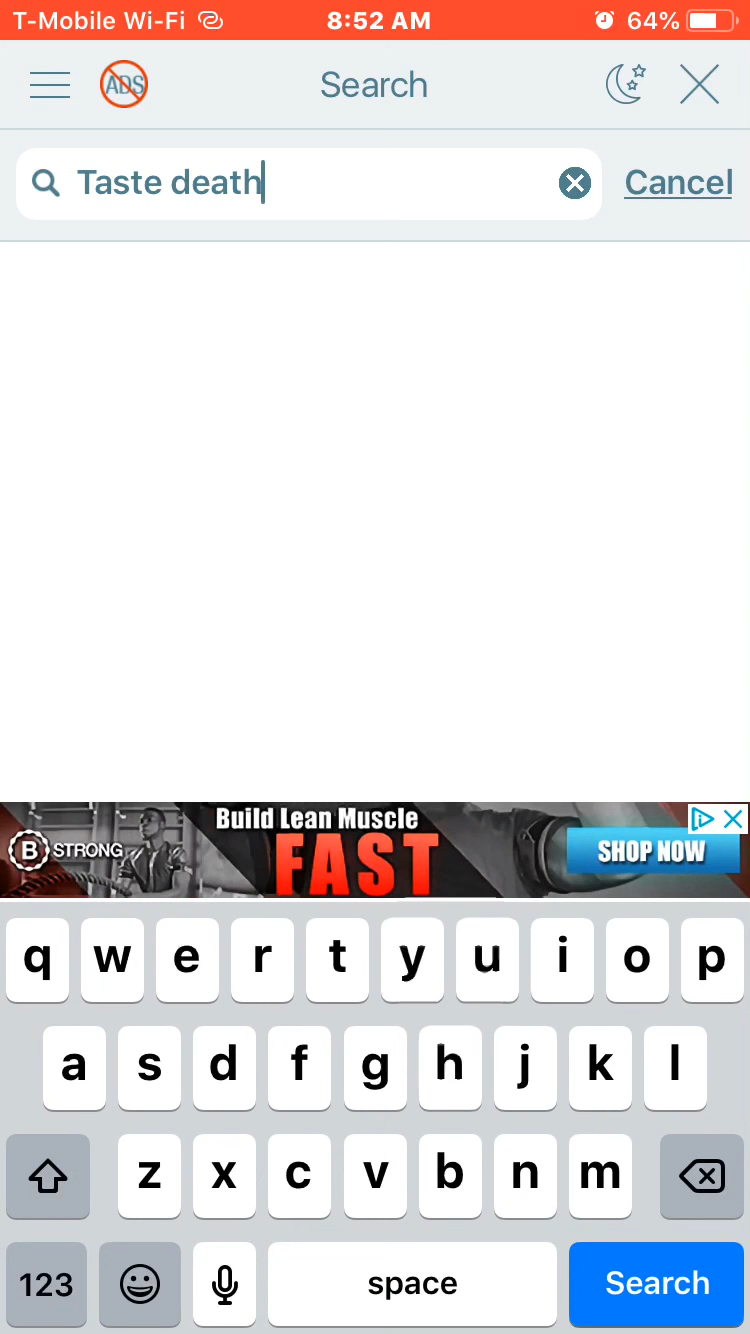 T-Mobile Wi-Fi 8:52 AM 64%
ADS Search
Taste death Cancel
Build Lean Muscle
B STRONG FAST SHOP NOW
q w e r t y u i o p
a s d f g h j k l
z x c v b n m
123 space Search